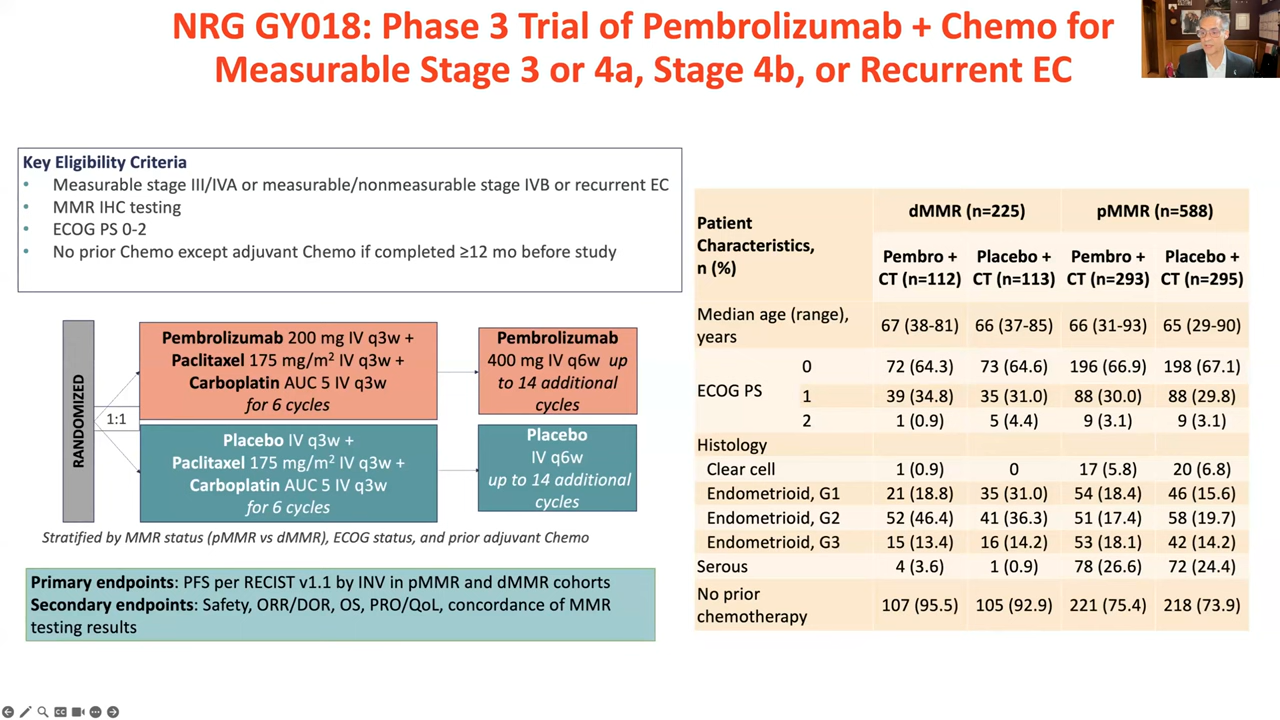 NRG GY018: Phase 3 Trial of Pembrolizumab + Chemo for
Measurable Stage 3 or 4a, Stage 4b, or Recurrent EC
Key Eligibility Criteria
• Measurable stage III/IVA or measurable/nonmeasurable stage IVB or recurrent EC
• MMR IHC testing
• ECOG PS 0-2
• No prior Chemo except adjuvant Chemo if completed ≥12 mo before study
RANDOMIZED
1:1
Pembrolizumab 200 mg IV q3w +
Paclitaxel 175 mg/m² IV q3w +
Carboplatin AUC 5 IV q3w
for 6 cycles
Pembrolizumab
400 mg IV q6w up
to 14 additional
cycles
Placebo IV q3w +
Paclitaxel 175 mg/m² IV q3w +
Carboplatin AUC 5 IV q3w
for 6 cycles
Placebo
IV q6w
up to 14 additional
cycles
Stratified by MMR status (pMMR vs dMMR), ECOG status, and prior adjuvant Chemo
Primary endpoints: PFS per RECIST v1.1 by INV in pMMR and dMMR cohorts
Secondary endpoints: Safety, ORR/DOR, OS, PRO/QoL, concordance of MMR
testing results
Patient
Characteristics,
n (%)
dMMR (n=225) pMMR (n=588)
Pembro + CT (n=112) Placebo + CT (n=113) Pembro + CT (n=293) Placebo + CT (n=295)
Median age (range),
years
67 (38-81) 66 (37-85) 66 (31-93) 65 (29-90)
ECOG PS
0 72 (64.3) 73 (64.6) 196 (66.9) 198 (67.1)
1 39 (34.8) 35 (31.0) 88 (30.0) 88 (29.8)
2 1 (0.9) 5 (4.4) 9 (3.1) 9 (3.1)
Histology
Clear cell 1 (0.9) 0 17 (5.8) 20 (6.8)
Endometrioid, G1 21 (18.8) 35 (31.0) 54 (18.4) 46 (15.6)
Endometrioid, G2 52 (46.4) 41 (36.3) 51 (17.4) 58 (19.7)
Endometrioid, G3 15 (13.4) 16 (14.2) 53 (18.1) 42 (14.2)
Serous 4 (3.6) 1 (0.9) 78 (26.6) 72 (24.4)
No prior
chemotherapy
107 (95.5) 105 (92.9) 221 (75.4) 218 (73.9)